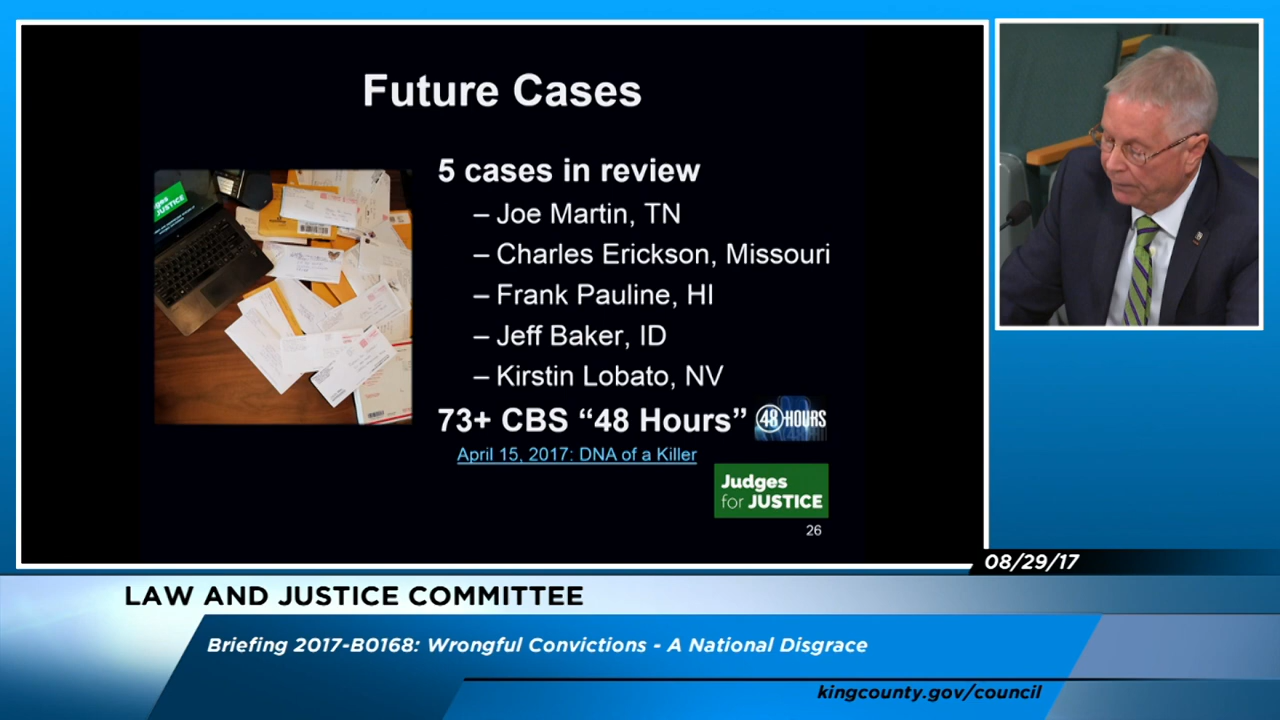 Future Cases
5 cases in review
– Joe Martin, TN
– Charles Erickson, Missouri
– Frank Pauline, HI
– Jeff Baker, ID
– Kirstin Lobato, NV
73+ CBS “48 Hours”
48 HOURS
April 15, 2017: DNA of a Killer
Judges
for JUSTICE
26
dges
JUSTICE
08/29/17
LAW AND JUSTICE COMMITTEE
Briefing 2017-B0168: Wrongful Convictions - A National Disgrace
kingcounty.gov/council